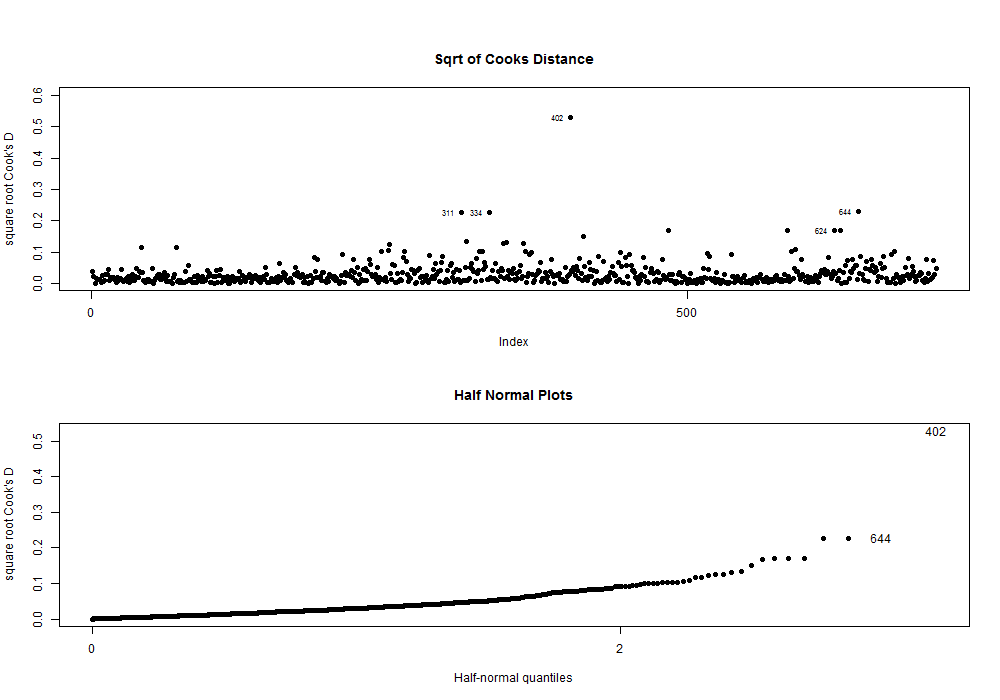 Sqrt of Cooks Distance
square root Cook's D
0.0 0.1 0.2 0.3 0.4 0.5 0.6
402
311 334
644
624
0 500
Index
Half Normal Plots
square root Cook's D
0.0 0.1 0.2 0.3 0.4 0.5
402
644
0 2
Half-normal quantiles